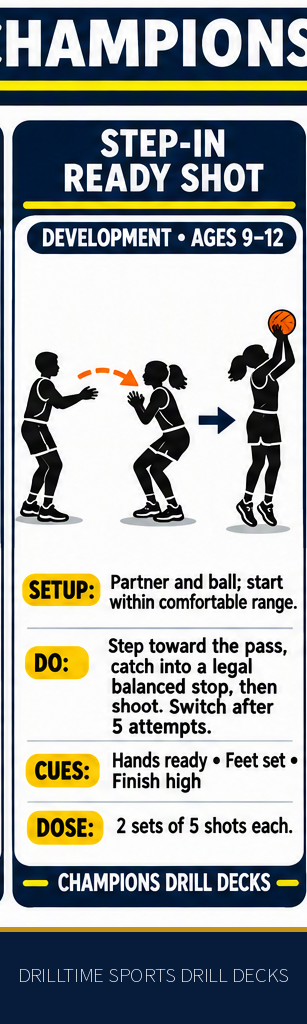 CHAMPIONS
STEP-IN
READY SHOT
DEVELOPMENT • AGES 9–12
SETUP: Partner and ball; start
within comfortable range.
DO: Step toward the pass,
catch into a legal
balanced stop, then
shoot. Switch after
5 attempts.
CUES: Hands ready • Feet set •
Finish high
DOSE: 2 sets of 5 shots each.
CHAMPIONS DRILL DECKS
DRILLTIME SPORTS DRILL DECKS